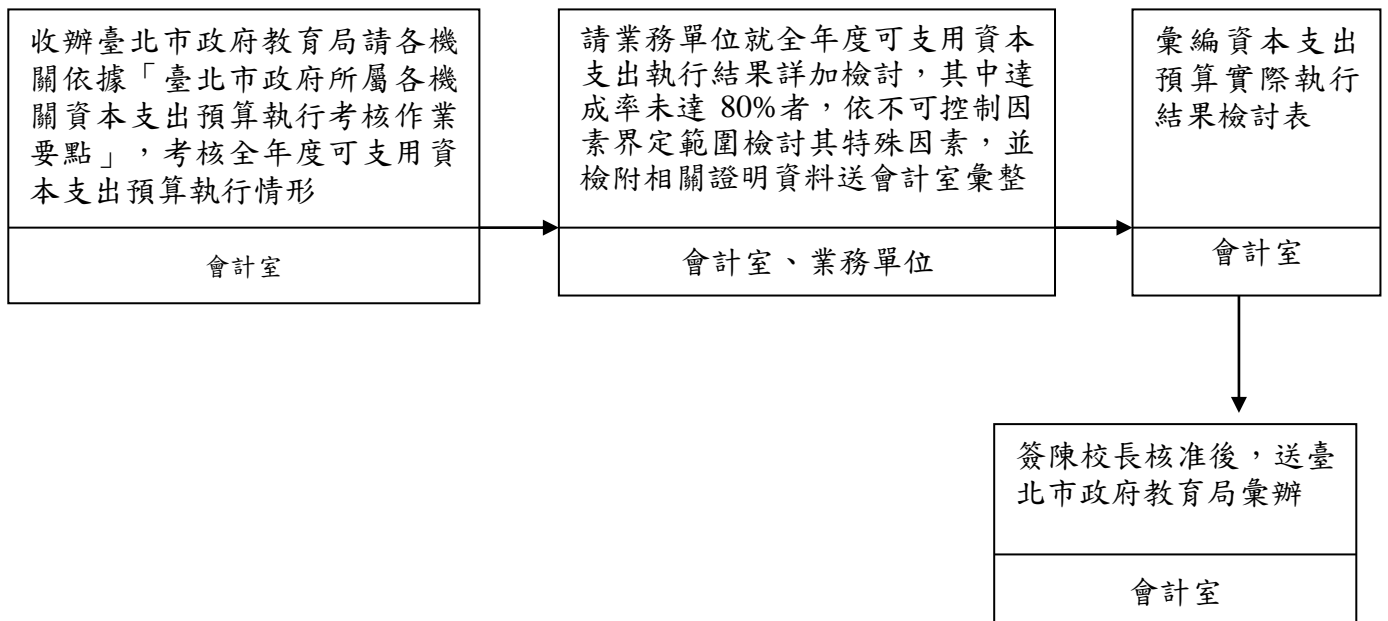 收辦臺北市政府教育局請各機
關依據「臺北市政府所屬各機
關資本支出預算執行考核作業
要點」，考核全年度可支用資
本支出預算執行情形
會計室
請業務單位就全年度可支用資本
支出執行結果詳加檢討，其中達
成率未達 80%者，依不可控制因
素界定範圍檢討其特殊因素，並
檢附相關證明資料送會計室彙整
會計室、業務單位
彙編資本支出
預算實際執行
結果檢討表
會計室
簽陳校長核准後，送臺
北市政府教育局彙辦
會計室